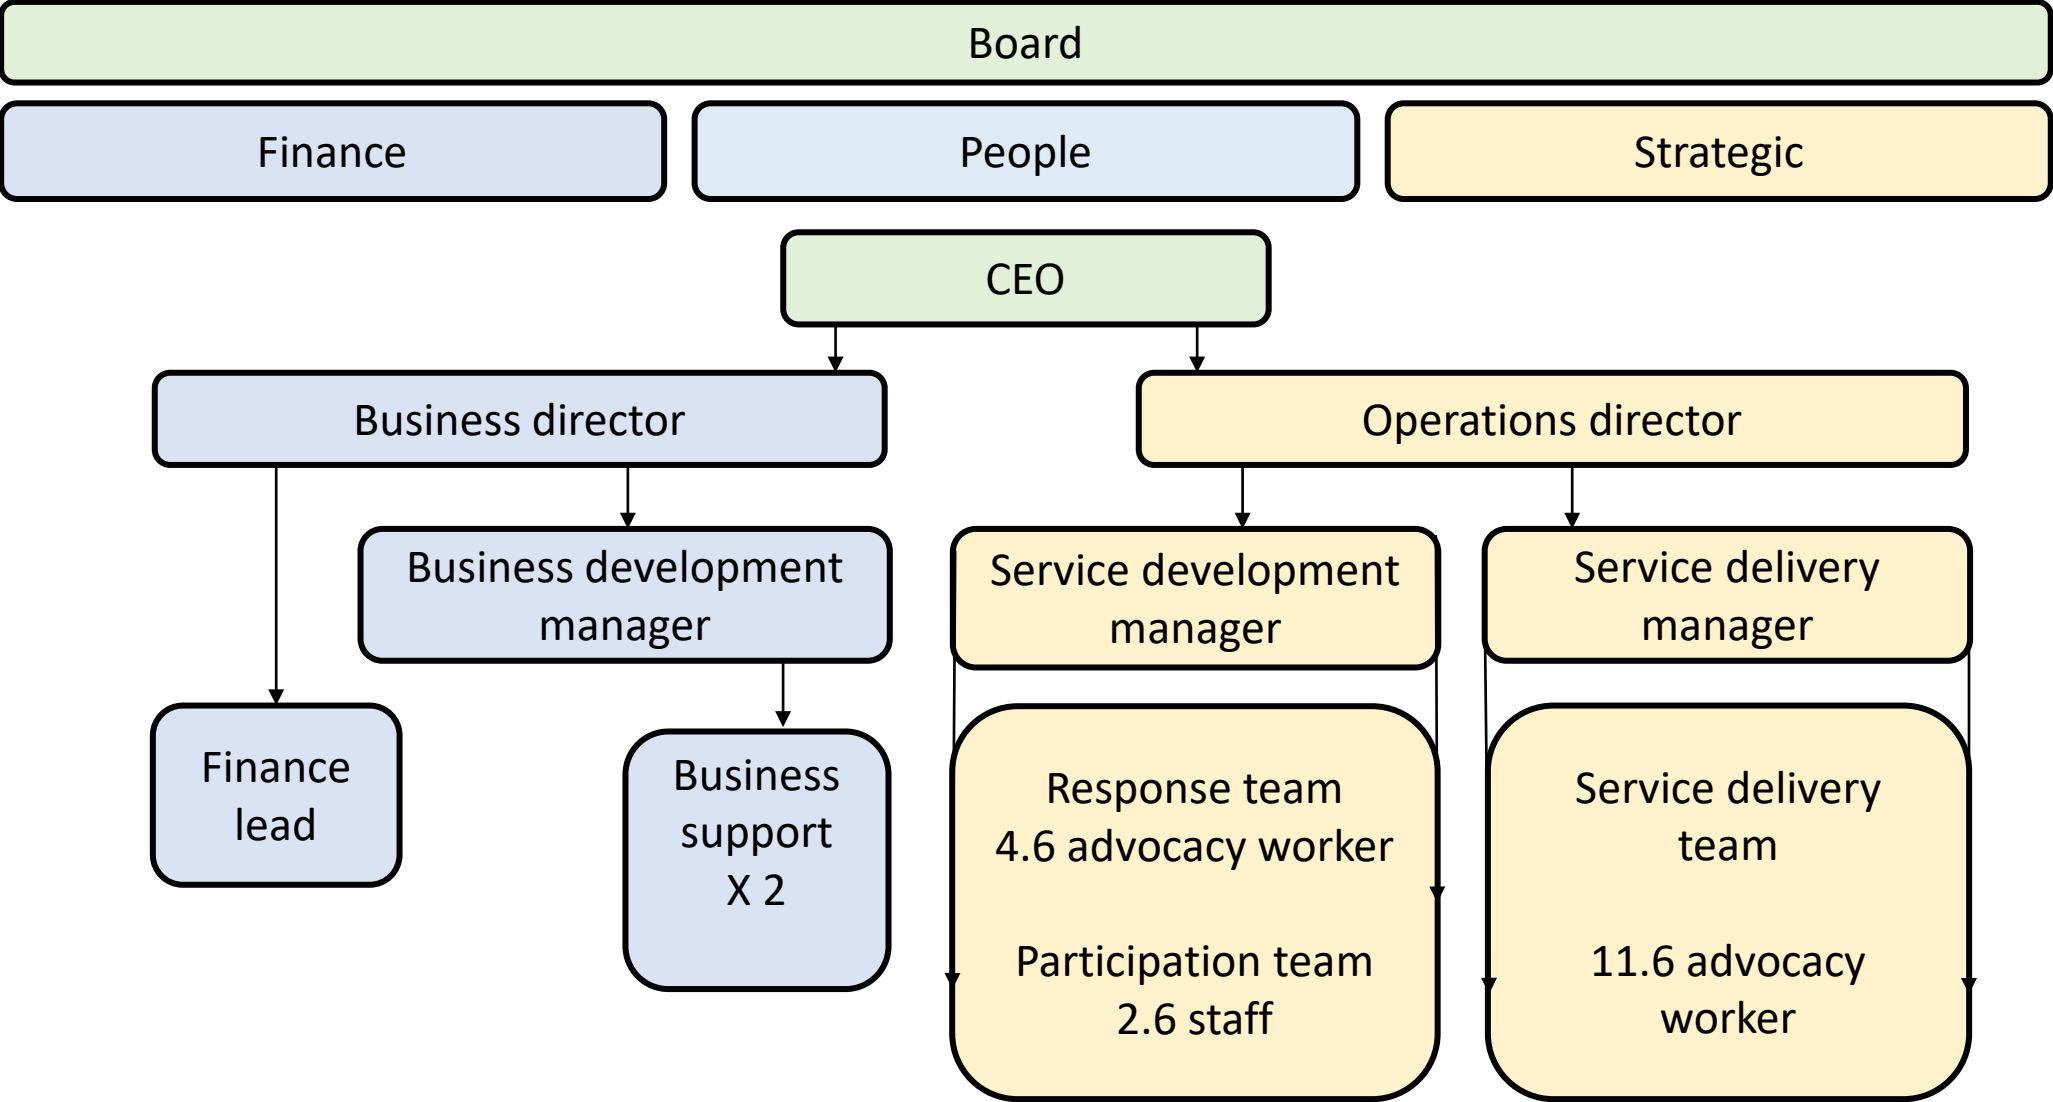 Board
Finance
People
Strategic
CEO
Business director
Operations director
Business development
manager
Service development
manager
Service delivery
manager
Finance
lead
Business
support
X 2
Response team
4.6 advocacy worker
Participation team
2.6 staff
Service delivery
team
11.6 advocacy
worker